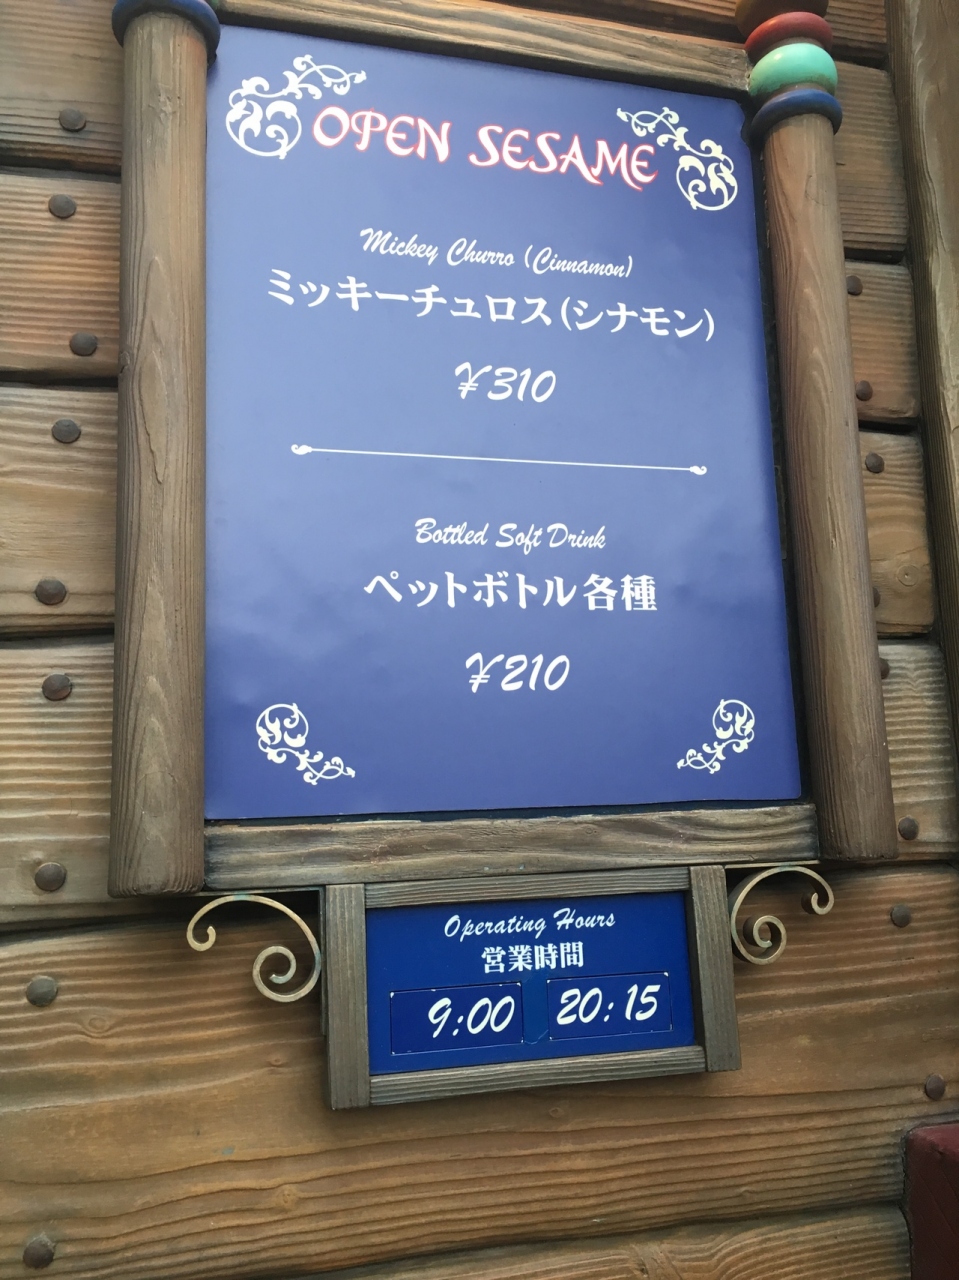 OPEN SESAME
Mickey Churro (Cinnamon)
ミッキーチュロス(シナモン)
¥310
Bottled Soft Drink
ペットボトル各種
¥210
Operating Hours
営業時間
9:00 20:15